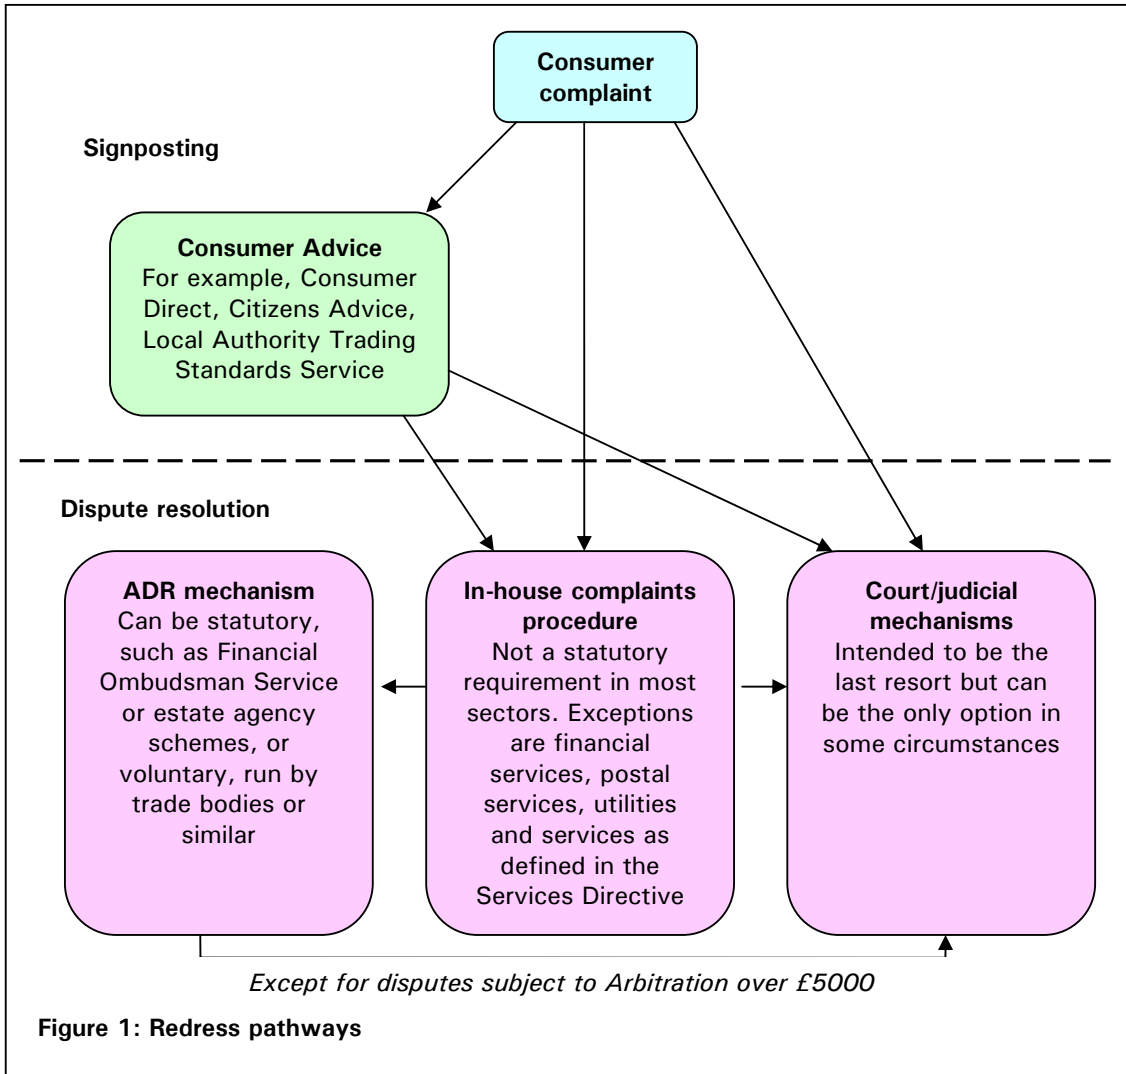 Consumer
complaint
Signposting
Consumer Advice
For example, Consumer
Direct, Citizens Advice,
Local Authority Trading
Standards Service
Dispute resolution
ADR mechanism
Can be statutory,
such as Financial
Ombudsman Service
or estate agency
schemes, or
voluntary, run by
trade bodies or
similar
In-house complaints
procedure
Not a statutory
requirement in most
sectors. Exceptions
are financial
services, postal
services, utilities
and services as
defined in the
Services Directive
Court/judicial
mechanisms
Intended to be the
last resort but can
be the only option in
some circumstances
Except for disputes subject to Arbitration over £5000
Figure 1: Redress pathways